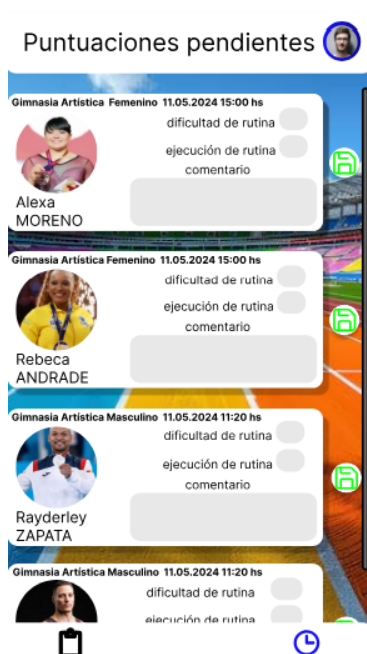 Puntuaciones pendientes
Gimnasia Artística Femenino 11.05.2024 15:00 hs
dificultad de rutina
ejecución de rutina
comentario
Alexa
MORENO
Gimnasia Artística Femenino 11.05.2024 15:00 hs
dificultad de rutina
ejecución de rutina
comentario
Rebeca
ANDRADE
Gimnasia Artística Masculino 11.05.2024 11:20 hs
dificultad de rutina
ejecución de rutina
comentario
Rayderley
ZAPATA
Gimnasia Artística Masculino 11.05.2024 11:20 hs
dificultad de rutina
ejecución de rutina